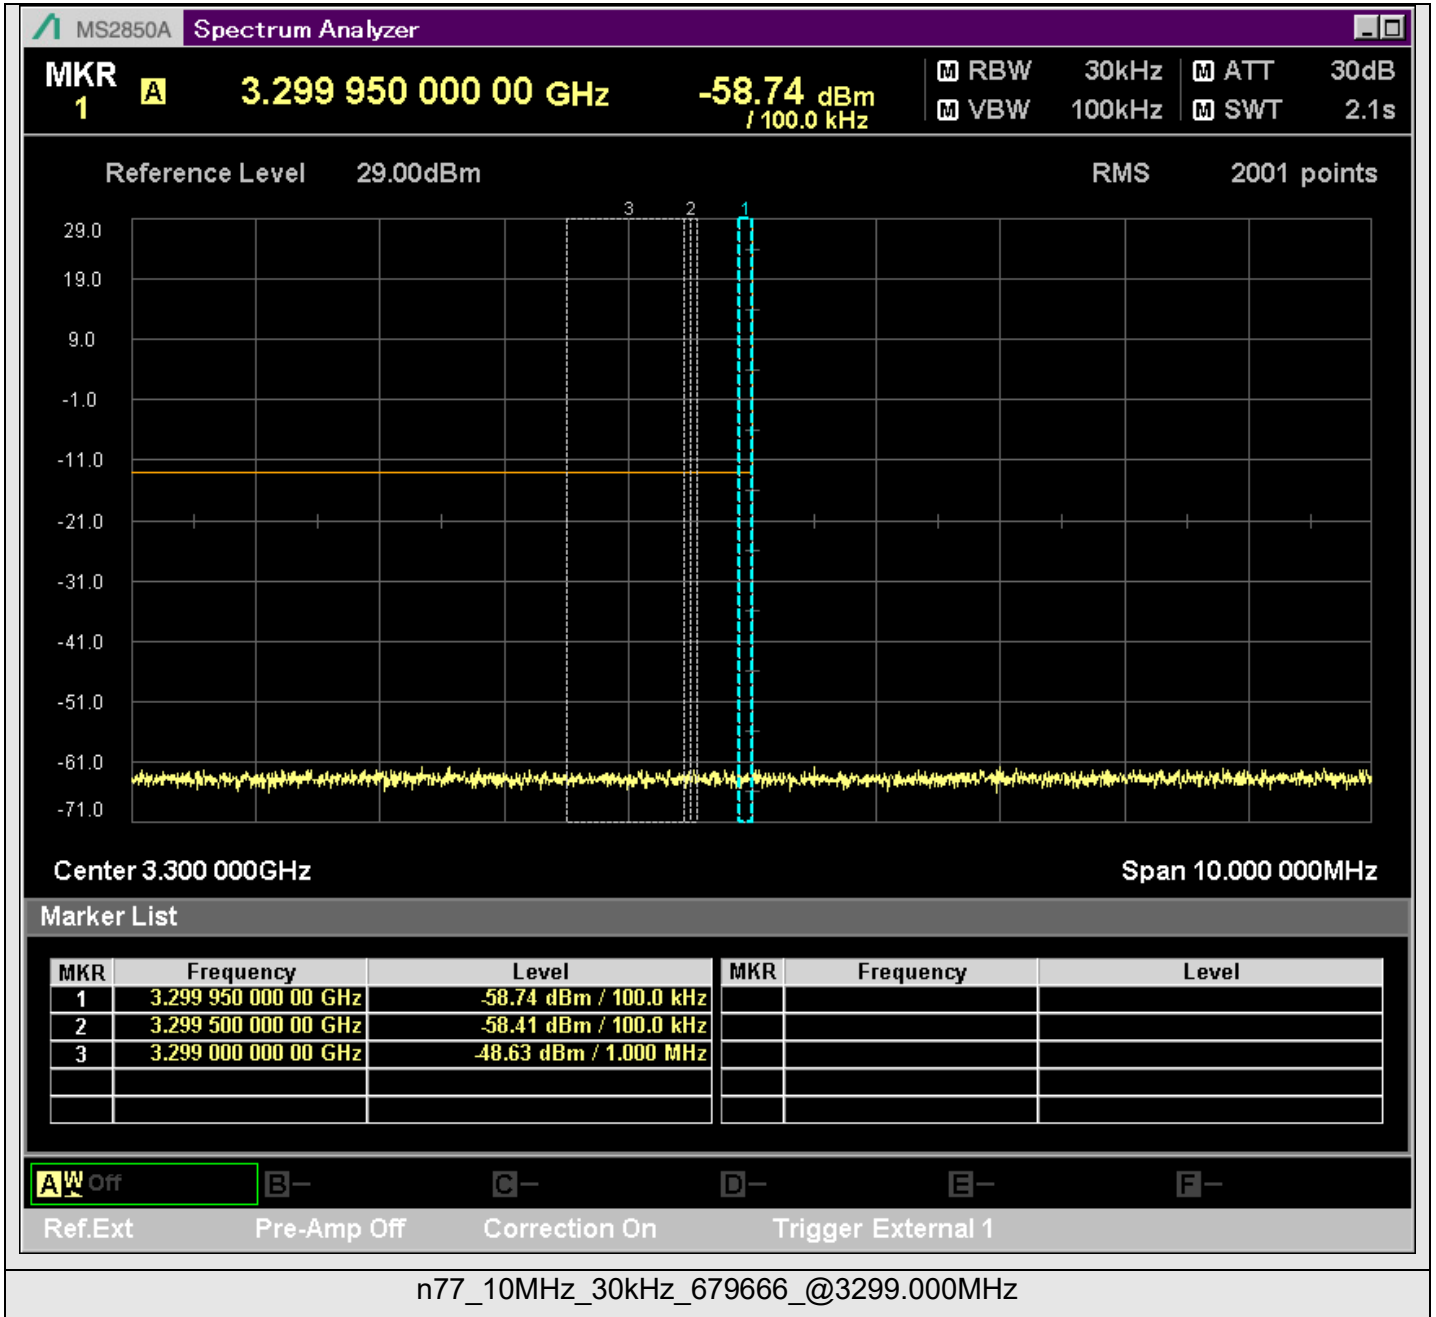 MS2850A Spectrum Analyzer
MKR 1 A 3.299 950 000 00 GHz -58.74 dBm / 100.0 kHz
M RBW 30kHz M ATT 30dB
M VBW 100kHz M SWT 2.1s
Reference Level 29.00dBm RMS 2001 points
3 2 1
29.0
19.0
9.0
-1.0
-11.0
-21.0
-31.0
-41.0
-51.0
-61.0
-71.0
Center 3.300 000GHz Span 10.000 000MHz
Marker List
MKR Frequency Level MKR Frequency Level
1 3.299 950 000 00 GHz -58.74 dBm / 100.0 kHz
2 3.299 500 000 00 GHz -58.41 dBm / 100.0 kHz
3 3.299 000 000 00 GHz -48.63 dBm / 1.000 MHz
A W Off B- C- D- E- F-
Ref.Ext Pre-Amp Off Correction On Trigger External 1
n77_10MHz_30kHz_679666_@3299.000MHz